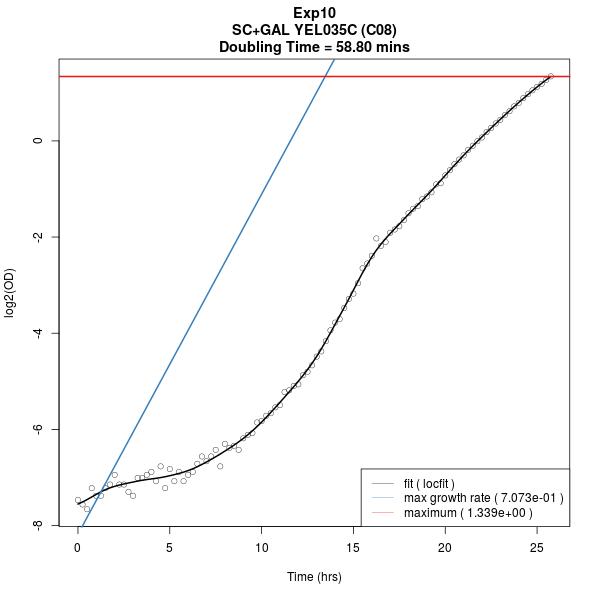 Exp10
SC+GAL YEL035C (C08)
Doubling Time = 58.80 mins
log2(OD)
0
-2
-4
-6
-8
fit ( locfit )
max growth rate ( 7.073e-01 )
maximum ( 1.339e+00 )
0 5 10 15 20 25
Time (hrs)